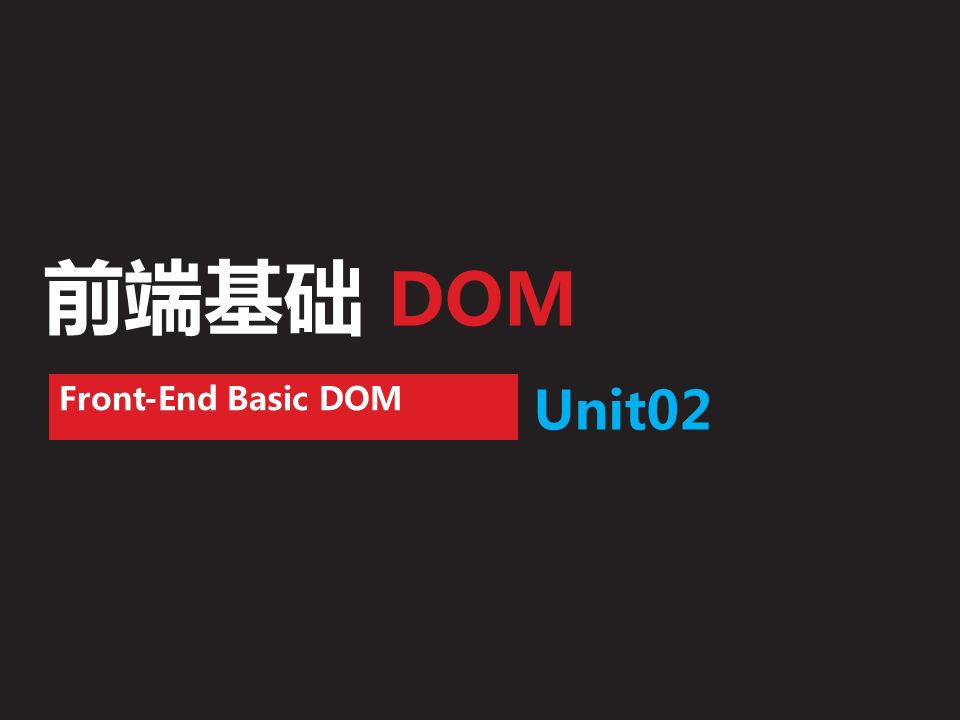 前端基础 DOM
Front-End Basic DOM
Unit02